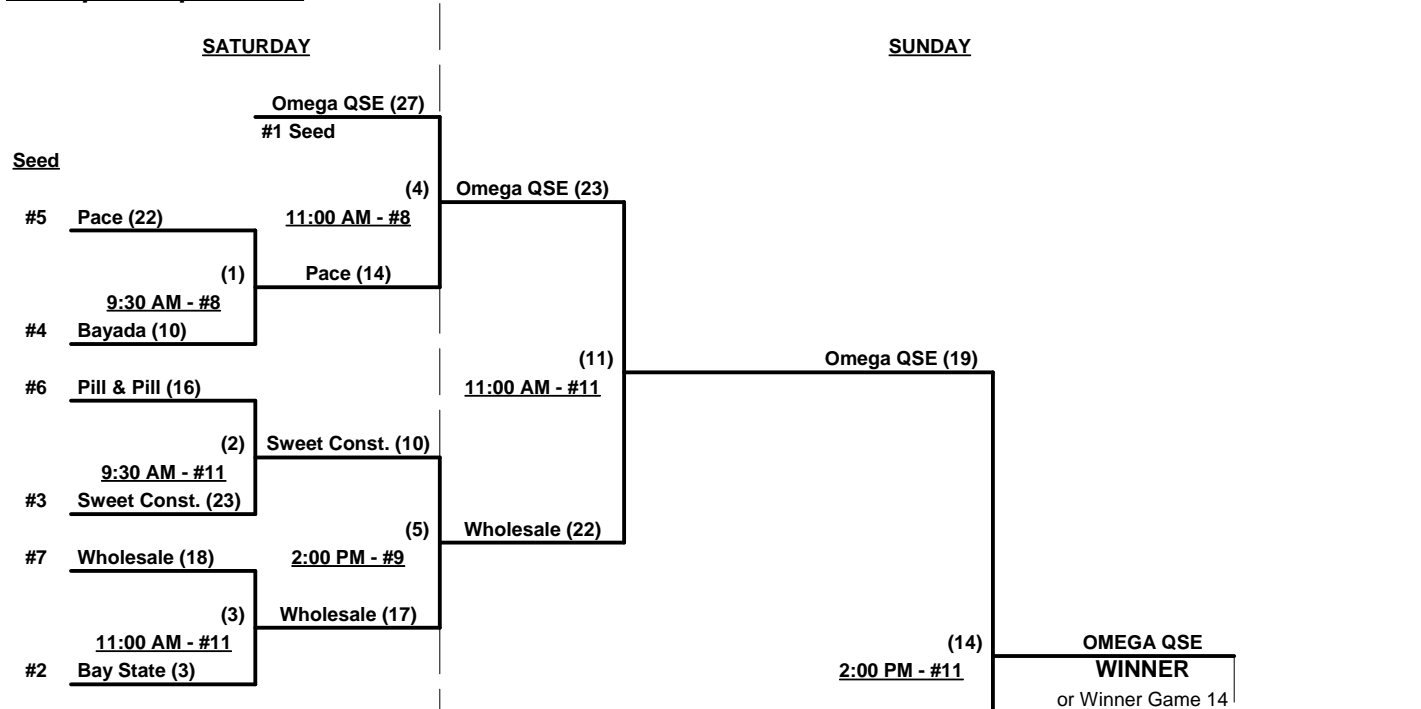 SATURDAY
SUNDAY
Omega QSE (27)
#1 Seed
Seed
(4)
Omega QSE (23)
#5 Pace (22)
11:00 AM - #8
(1)
Pace (14)
9:30 AM - #8
#4 Bayada (10)
(11)
Omega QSE (19)
#6 Pill & Pill (16)
11:00 AM - #11
(2)
Sweet Const. (10)
9:30 AM - #11
#3 Sweet Const. (23)
(5)
Wholesale (22)
#7 Wholesale (18)
2:00 PM - #9
(3)
Wholesale (17)
11:00 AM - #11
#2 Bay State (3)
(14)
OMEGA QSE
2:00 PM - #11
WINNER
or Winner Game 14